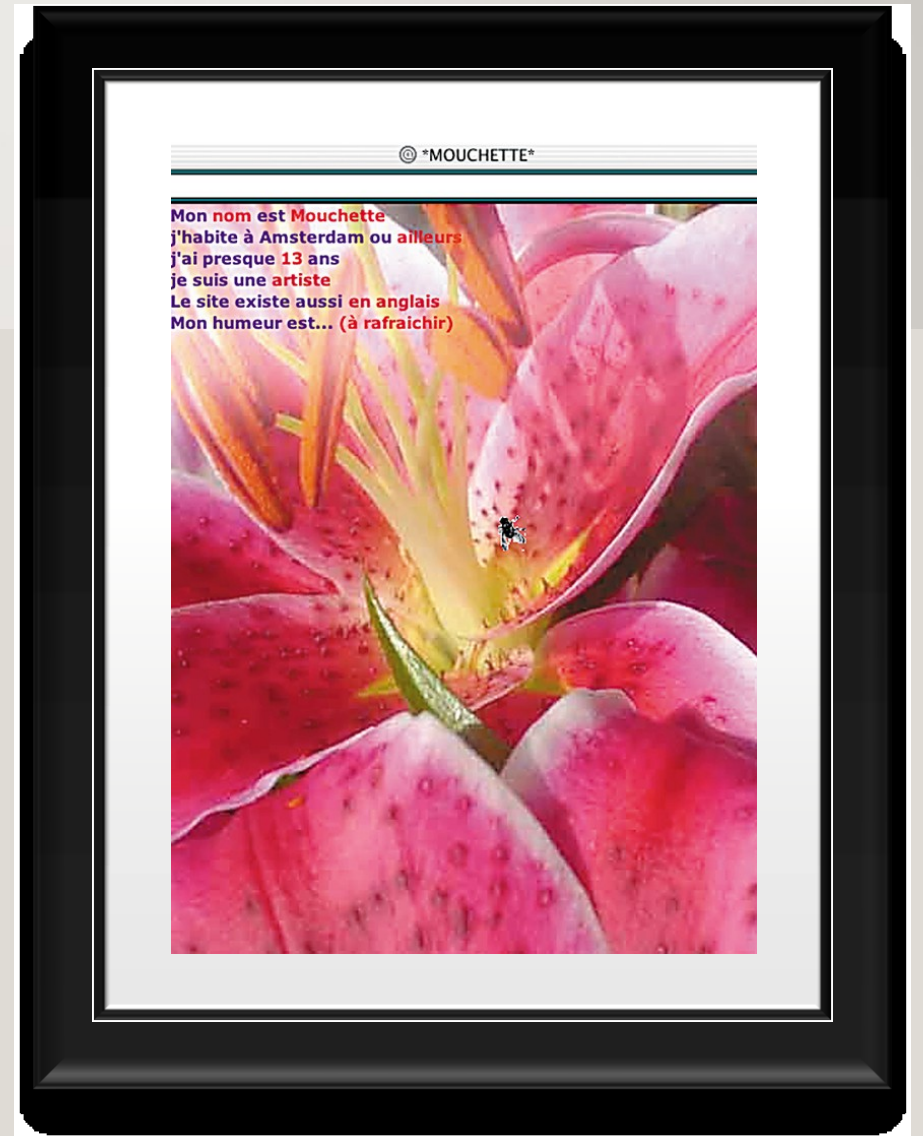 @ *MOUCHETTE*
Mon nom est Mouchette
j'habite à Amsterdam ou ailleurs
j'ai presque 13 ans
je suis une artiste
Le site existe aussi en anglais
Mon humeur est... (à rafraichir)